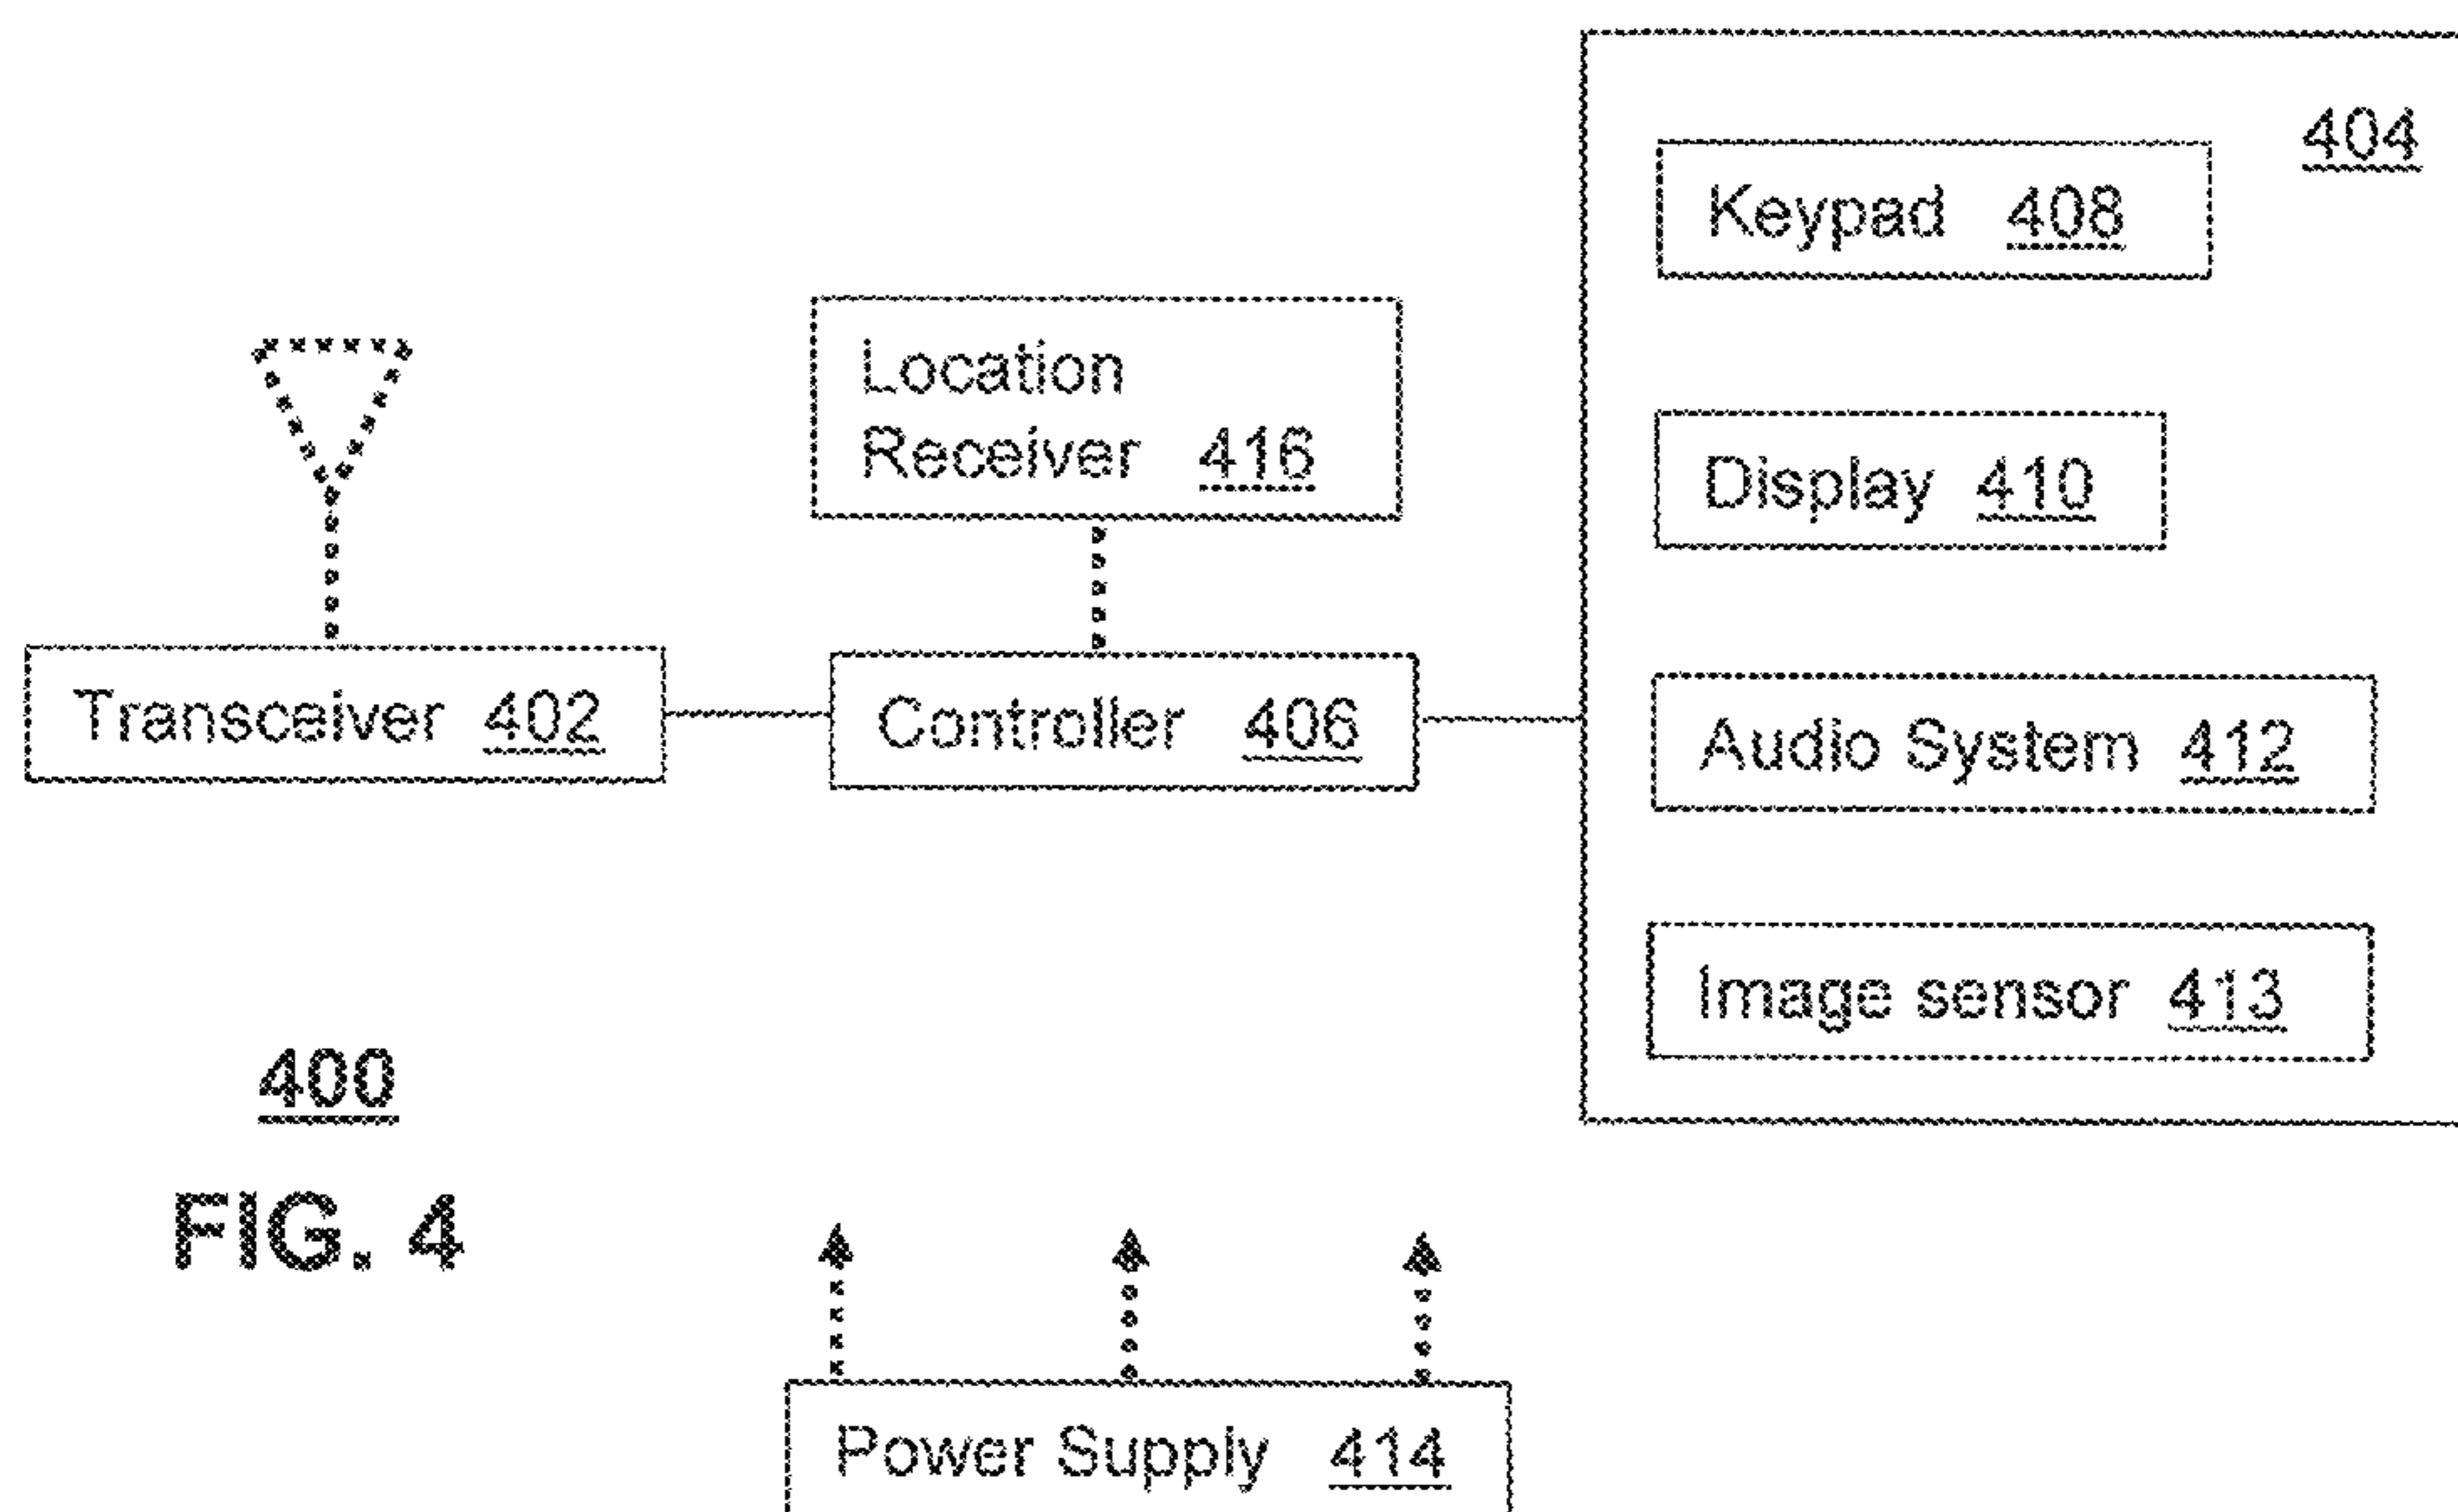 404
Keypad 408
Location
Receiver 416
Display 410
Transceiver 402
Controller 406
Audio System 412
Image sensor 413
400
FIG. 4
Power Supply 414